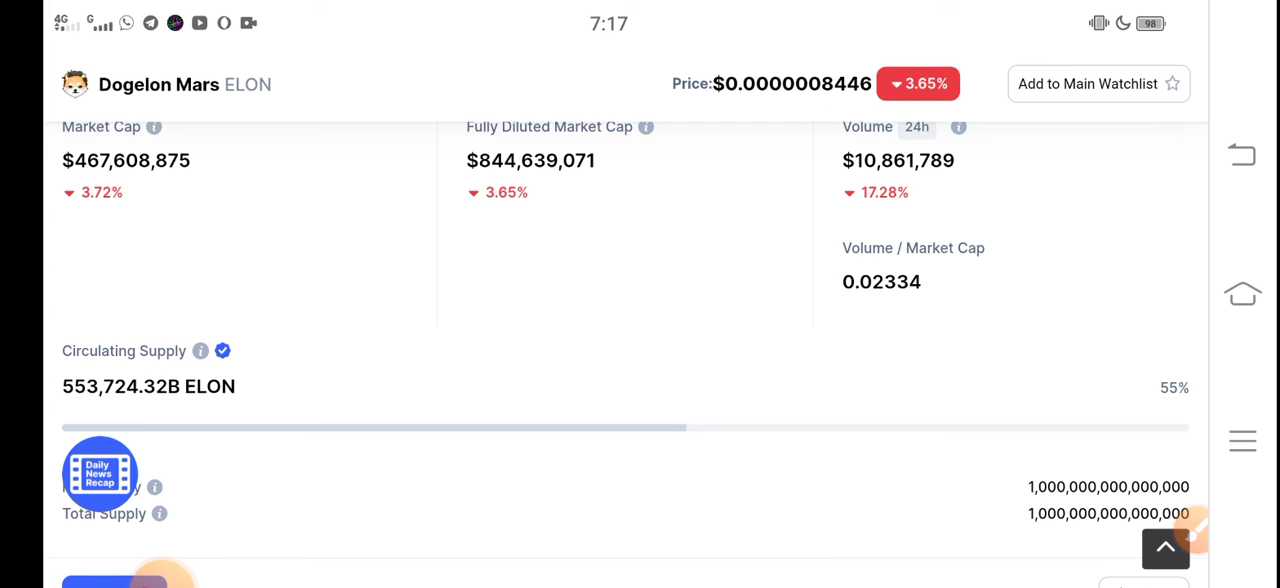 4G G 7:17 98
Dogelon Mars ELON Price:$0.0000008446 3.65% Add to Main Watchlist
Market Cap Fully Diluted Market Cap Volume 24h
$467,608,875 $844,639,071 $10,861,789
3.72% 3.65% 17.28%
Volume / Market Cap
0.02334
Circulating Supply
553,724.32B ELON 55%
Daily
News
Recap
1,000,000,000,000,000
Total Supply 1,000,000,000,000,000